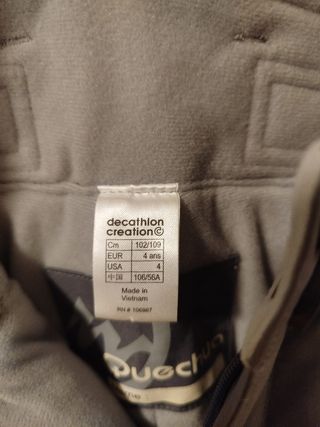 decathlon
creation©
Cm 102/109
EUR 4 ans
USA 4
中国 106/56A
Made in
Vietnam
RN # 106987
Quechua